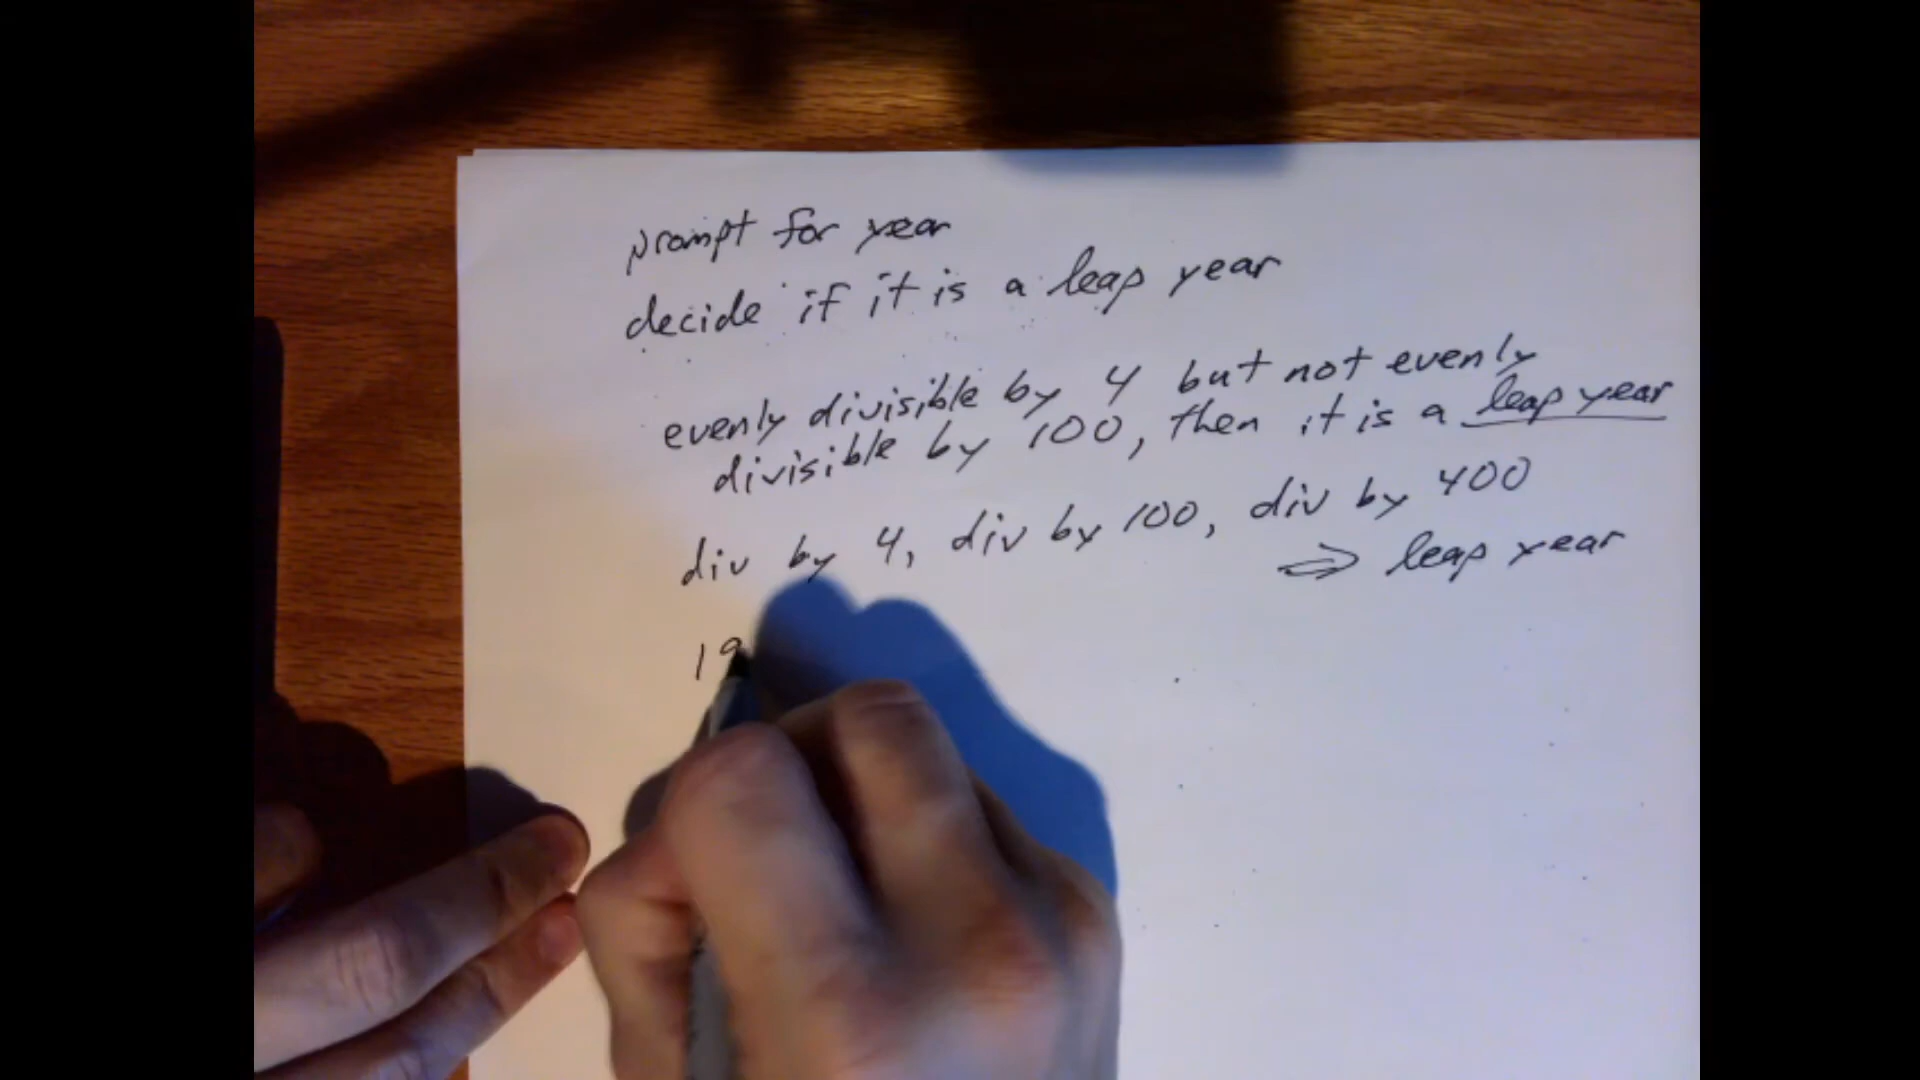 prompt for year
decide if it is a leap year
evenly divisible by 4 but not evenly
divisible by 100, then it is a leap year
div by 4, div by 100, div by 400
⇒ leap year
19